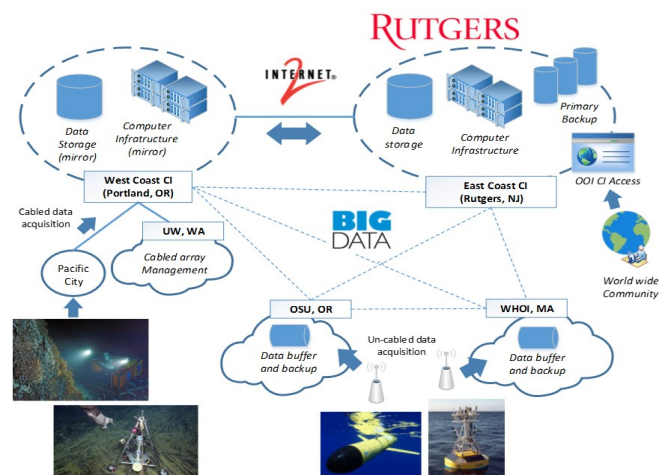 RUTGERS
INTERNET®
2
Data
Storage
(mirror)
Computer
Infratructure
(mirror)
Data
storage
Computer
Infrastructure
Primary
Backup
OOI CI Access
West Coast CI
(Portland, OR)
East Coast CI
(Rutgers, NJ)
Cabled data
acquisition
UW, WA
Cabled array
Management
Pacific
City
BIG
DATA
World wide
Community
OSU, OR
WHOI, MA
Data buffer
and backup
Un-cabled data
acquisition
Data buffer
and backup